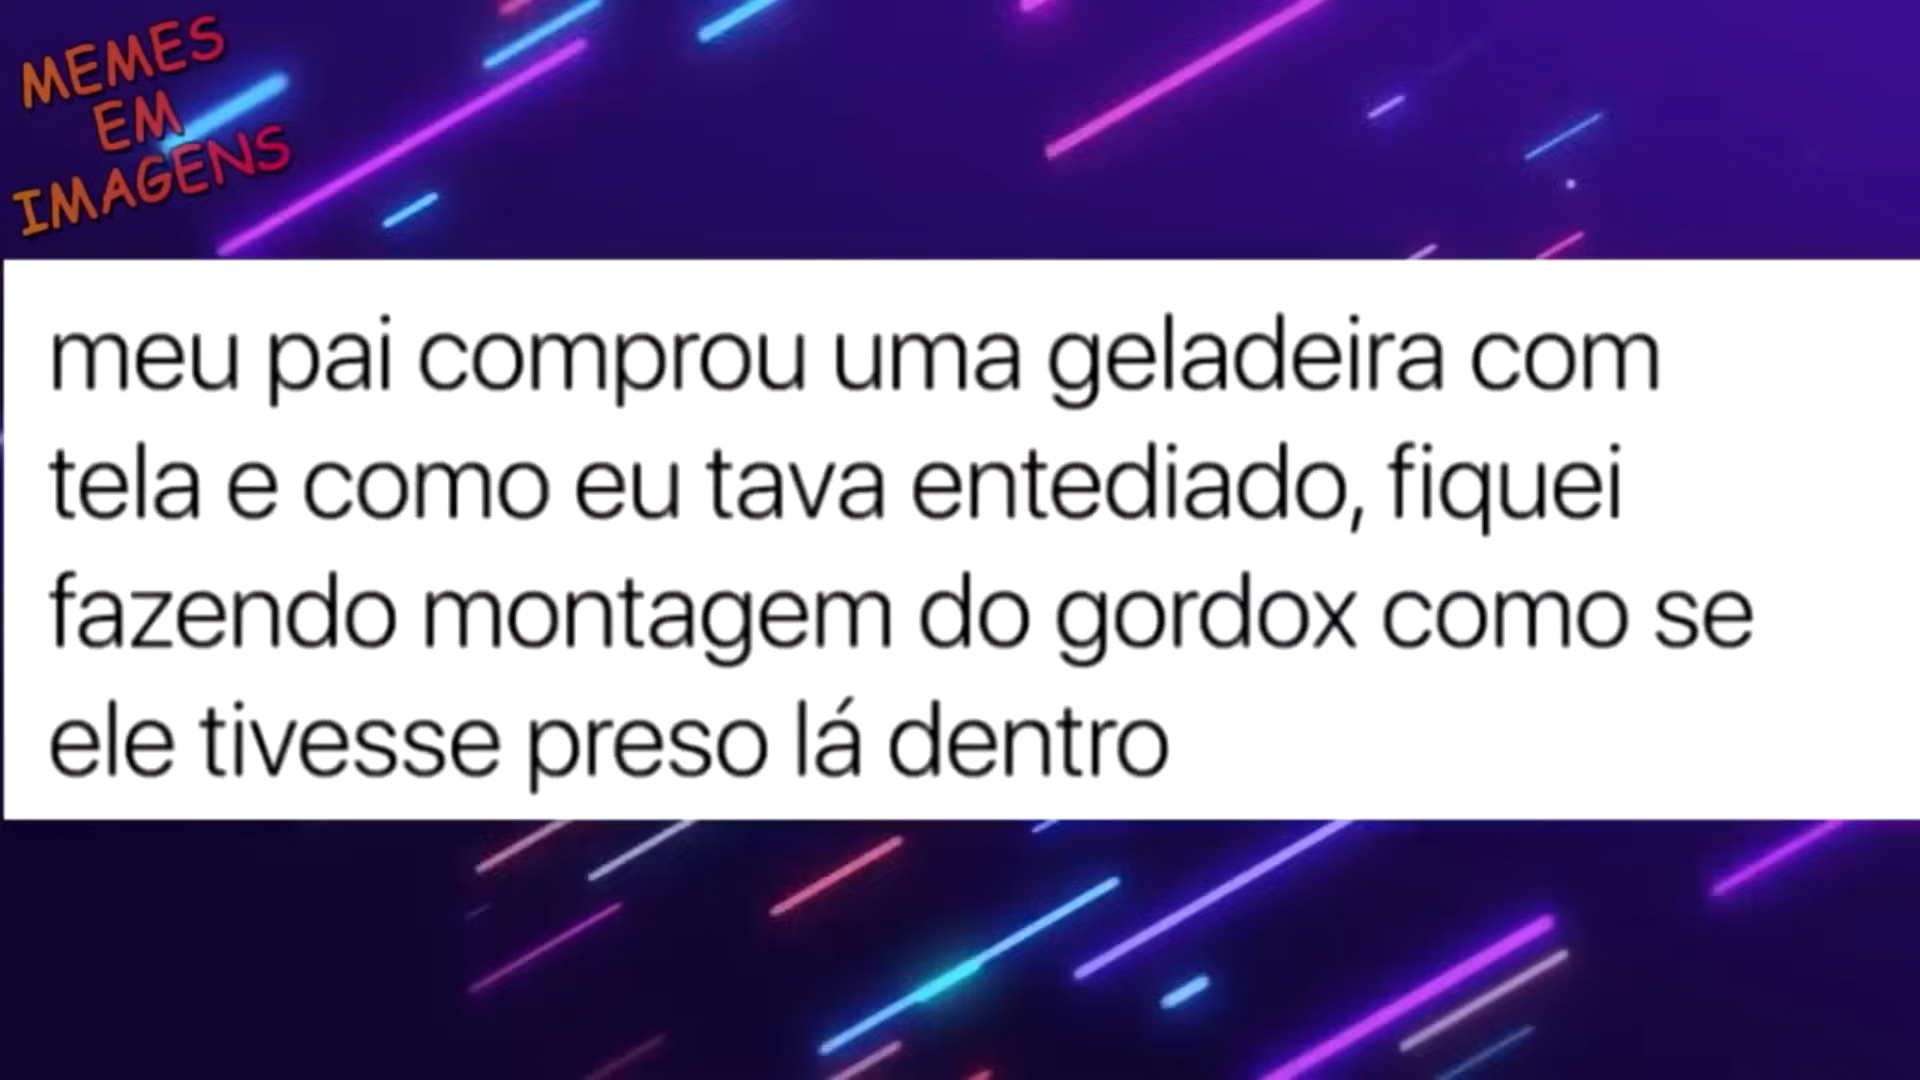 MEMES
EM
IMAGENS
meu pai comprou uma geladeira com
tela e como eu tava entediado, fiquei
fazendo montagem do gordox como se
ele tivesse preso lá dentro